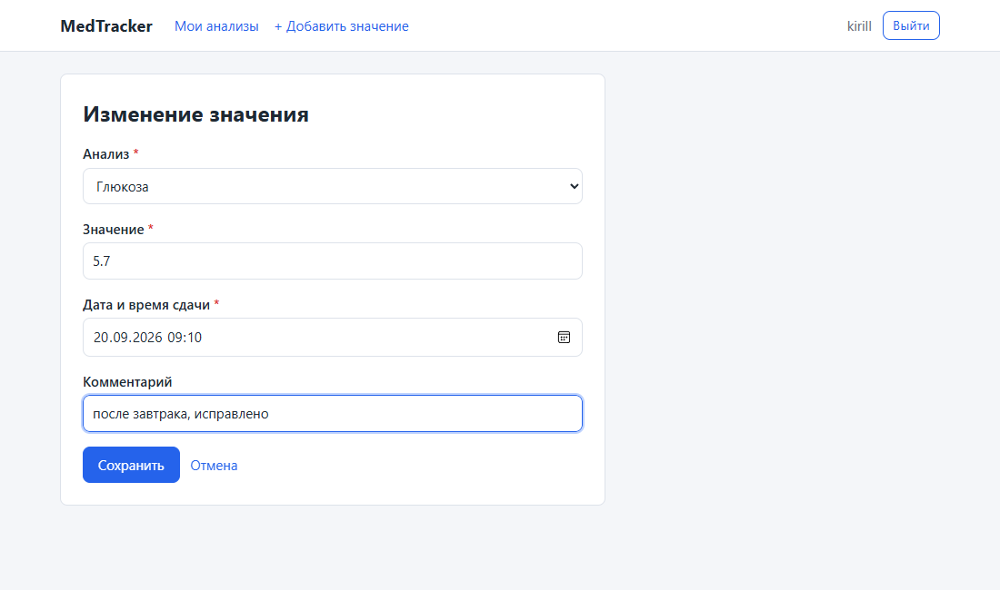 MedTracker Мои анализы + Добавить значение kirill Выйти
Изменение значения
Анализ *
Глюкоза
Значение *
5.7
Дата и время сдачи *
20.09.2026 09:10
Комментарий
после завтрака, исправлено
Сохранить Отмена